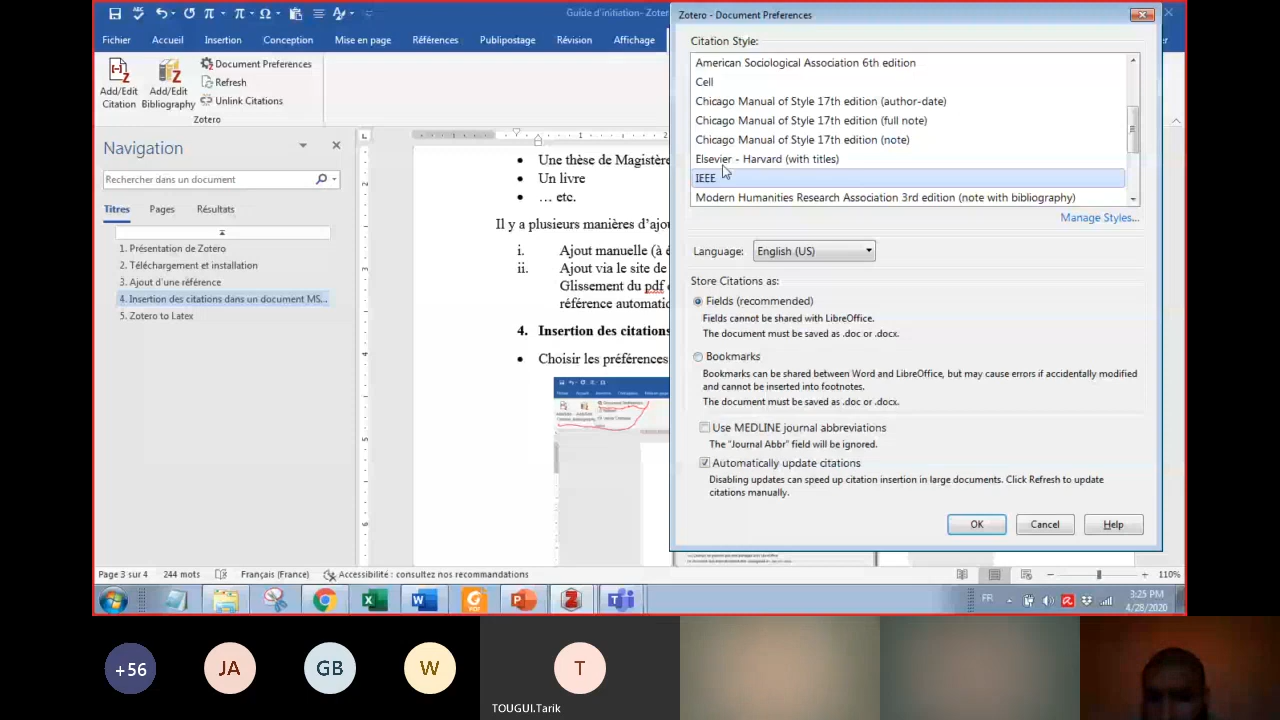 Guide d'initiation- Zoter
Zotero - Document Preferences
Fichier Accueil Insertion Conception Mise en page Références Publipostage Révision Affichage
Add/Edit Citation
Add/Edit Bibliography
Document Preferences
Refresh
Unlink Citations
Zotero
Navigation
Rechercher dans un document
Titres Pages Résultats
1. Présentation de Zotero
2. Téléchargement et installation
3. Ajout d'une référence
4. Insertion des citations dans un document MS...
5. Zotero to Latex
L
1
2
• Une thèse de Magistère
• Un livre
• … etc.
Il y a plusieurs manières d'ajou
i. Ajout manuelle (à é
ii. Ajout via le site de
Glissement du pdf
référence automatic
4. Insertion des citations
• Choisir les préférences
Citation Style:
American Sociological Association 6th edition
Cell
Chicago Manual of Style 17th edition (author-date)
Chicago Manual of Style 17th edition (full note)
Chicago Manual of Style 17th edition (note)
Elsevier - Harvard (with titles)
IEEE
Modern Humanities Research Association 3rd edition (note with bibliography)
Manage Styles...
Language: English (US)
Store Citations as:
Fields (recommended)
Fields cannot be shared with LibreOffice.
The document must be saved as .doc or .docx.
Bookmarks
Bookmarks can be shared between Word and LibreOffice, but may cause errors if accidentally modified
and cannot be inserted into footnotes.
The document must be saved as .doc or .docx.
Use MEDLINE journal abbreviations
The "Journal Abbr" field will be ignored.
Automatically update citations
Disabling updates can speed up citation insertion in large documents. Click Refresh to update
citations manually.
OK Cancel Help
Page 3 sur 4 244 mots Français (France) Accessibilité : consultez nos recommandations 110%
FR
3:25 PM
4/28/2020
+56 JA GB W T
TOUGUI.Tarik